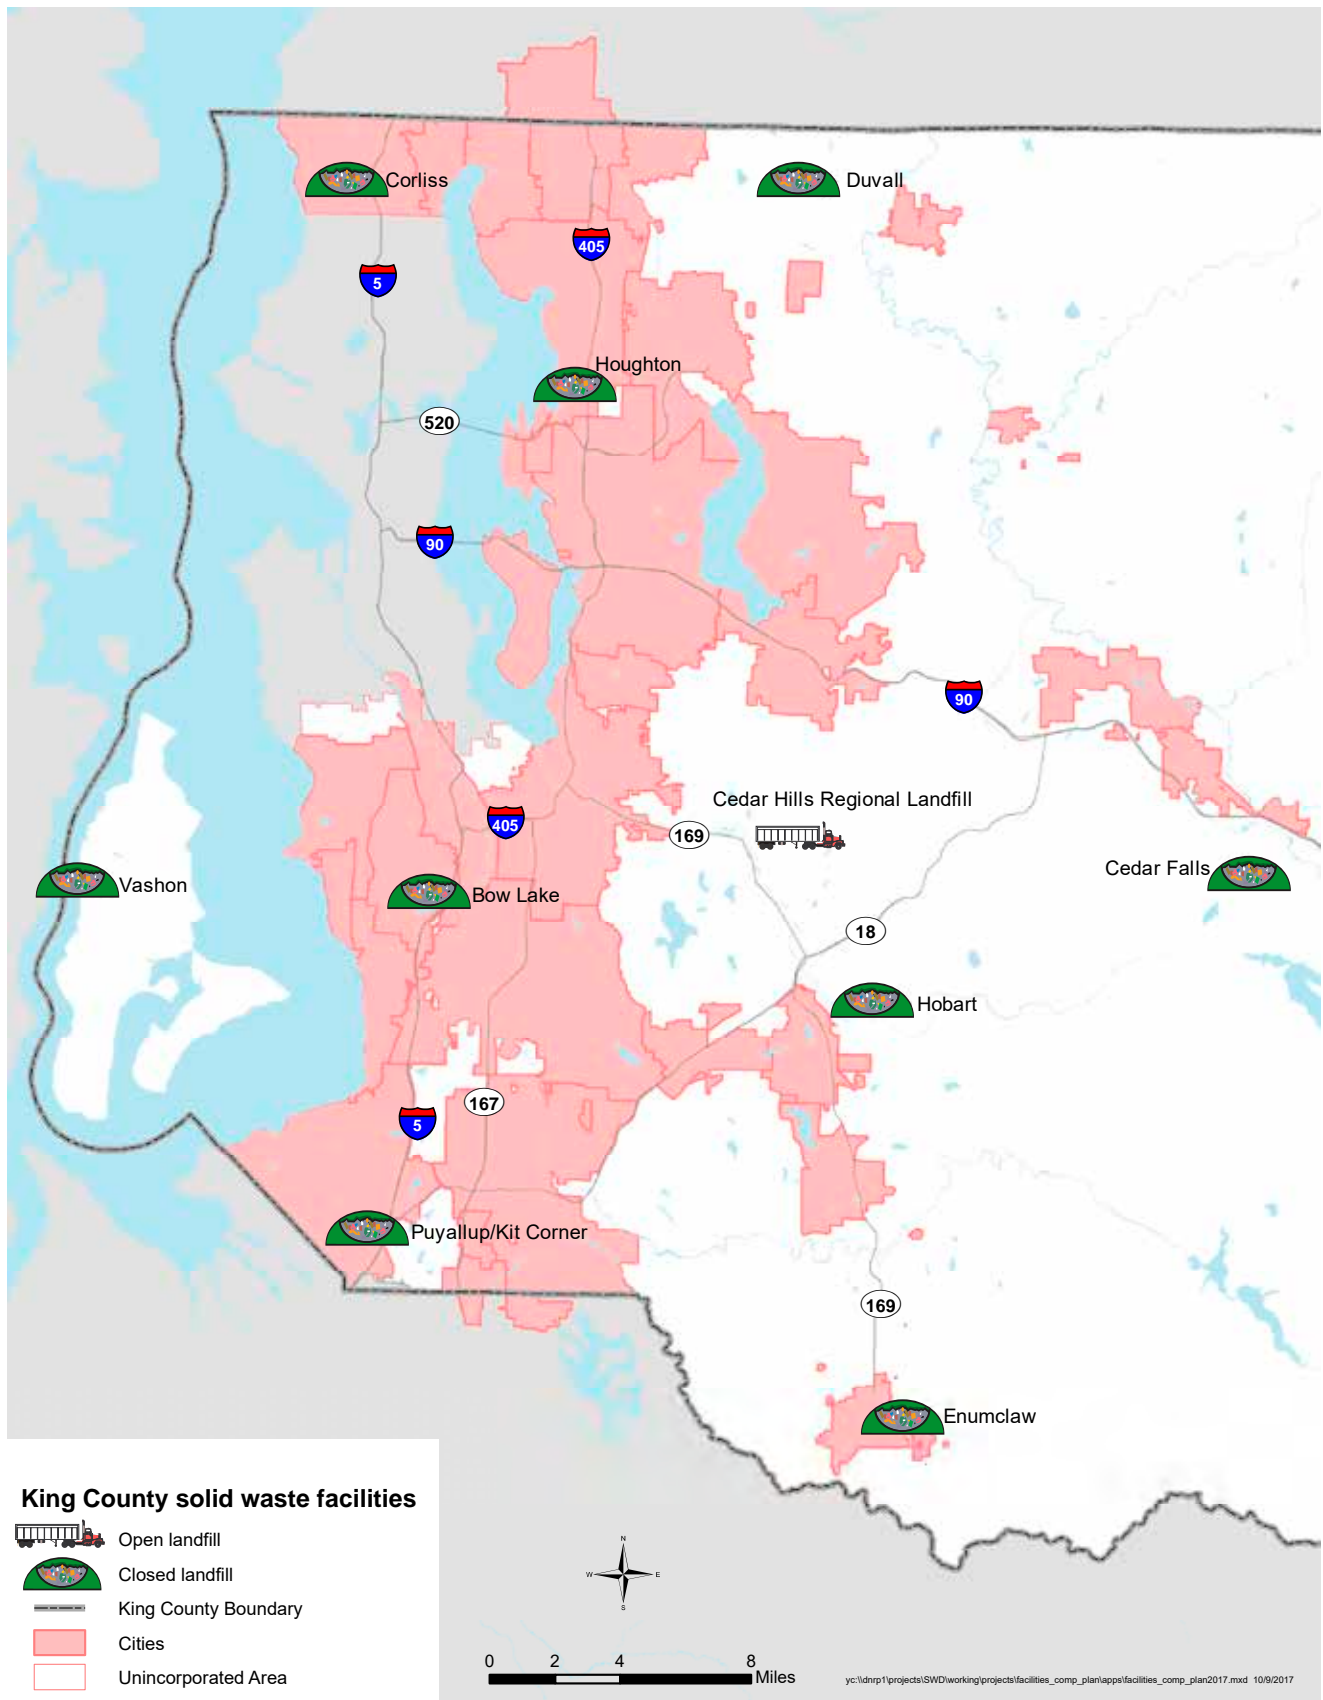 Corliss
Duvall
405
5
Houghton
520
90
90
Cedar Hills Regional Landfill
405
169
Cedar Falls
Vashon
Bow Lake
18
Hobart
167
5
Puyallup/Kit Corner
169
Enumclaw
King County solid waste facilities
Open landfill
Closed landfill
King County Boundary
Cities
Unincorporated Area
N
W E
S
0 2 4 8
Miles
yc:\\dnrp1\projects\SWD\working\projects\facilities_comp_plan\apps\facilities_comp_plan2017.mxd 10/9/2017